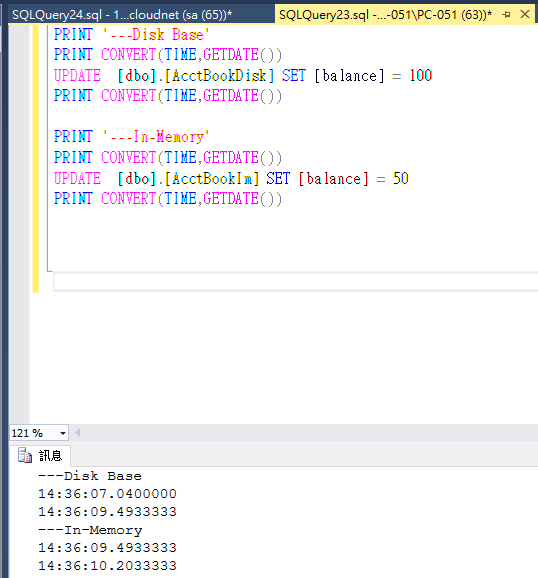 SQLQuery24.sql - 1...cloudnet (sa (65))* SQLQuery23.sql -...-051\PC-051 (63))*
PRINT '---Disk Base'
PRINT CONVERT(TIME,GETDATE())
UPDATE  [dbo].[AcctBookDisk] SET [balance] = 100
PRINT CONVERT(TIME,GETDATE())
PRINT '---In-Memory'
PRINT CONVERT(TIME,GETDATE())
UPDATE  [dbo].[AcctBookIm] SET [balance] = 50
PRINT CONVERT(TIME,GETDATE())
121 %
訊息
---Disk Base
14:36:07.0400000
14:36:09.4933333
---In-Memory
14:36:09.4933333
14:36:10.2033333